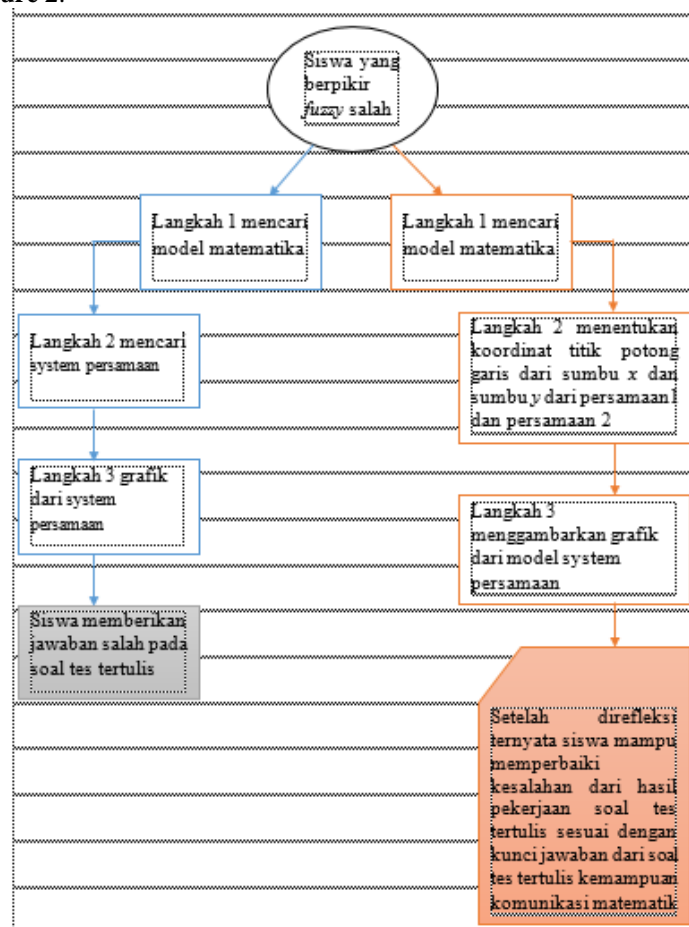 Siswa yang
berpikir
fuzzy salah
Langkah 1 mencari
model matematika
Langkah 1 mencari
model matematika
Langkah 2 mencari
system persamaan
Langkah 3 grafik
dari system
persamaan
Siswa memberikan
jawaban salah pada
soal tes tertulis
Langkah 2 menentukan
koordinat titik potong
garis dari sumbu x dan
sumbu y dari persamaan1
dan persamaan 2
Langkah 3
menggambarkan grafik
dari model system
persamaan
Setelah direfleksi
ternyata siswa mampu
memperbaiki
kesalahan dari hasil
pekerjaan soal tes
tertulis sesuai dengan
kunci jawaban dari soal
tes tertulis kemampuan
komunikasi matematik